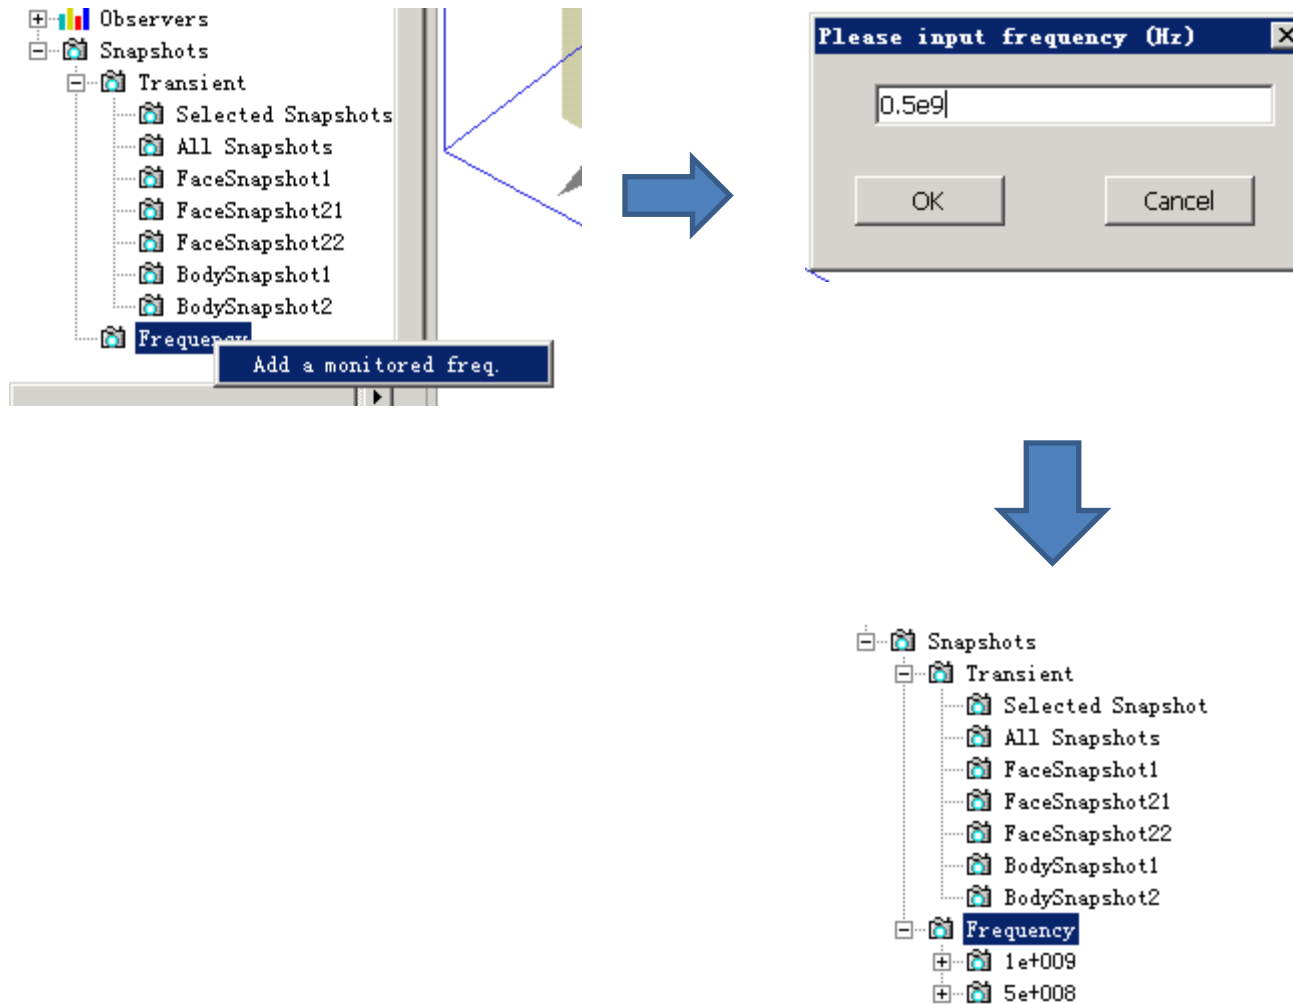 Observers
Snapshots
Transient
Selected Snapshots
All Snapshots
FaceSnapshot1
FaceSnapshot21
FaceSnapshot22
BodySnapshot1
BodySnapshot2
Frequency
Add a monitored freq.
Please input frequency (Hz)
0.5e9
OK Cancel
Snapshots
Transient
Selected Snapshot
All Snapshots
FaceSnapshot1
FaceSnapshot21
FaceSnapshot22
BodySnapshot1
BodySnapshot2
Frequency
1e+009
5e+008